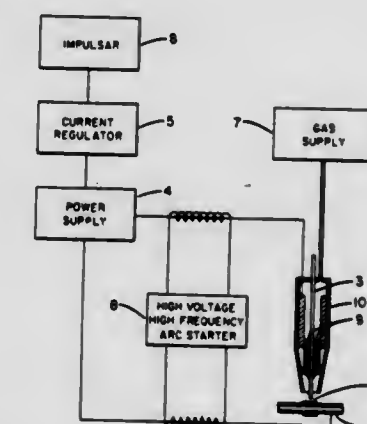 IMPULSAR
8
CURRENT
REGULATOR
5
7
GAS
SUPPLY
4
POWER
SUPPLY
3
10
9
6
HIGH VOLTAGE
HIGH FREQUENCY
ARC STARTER